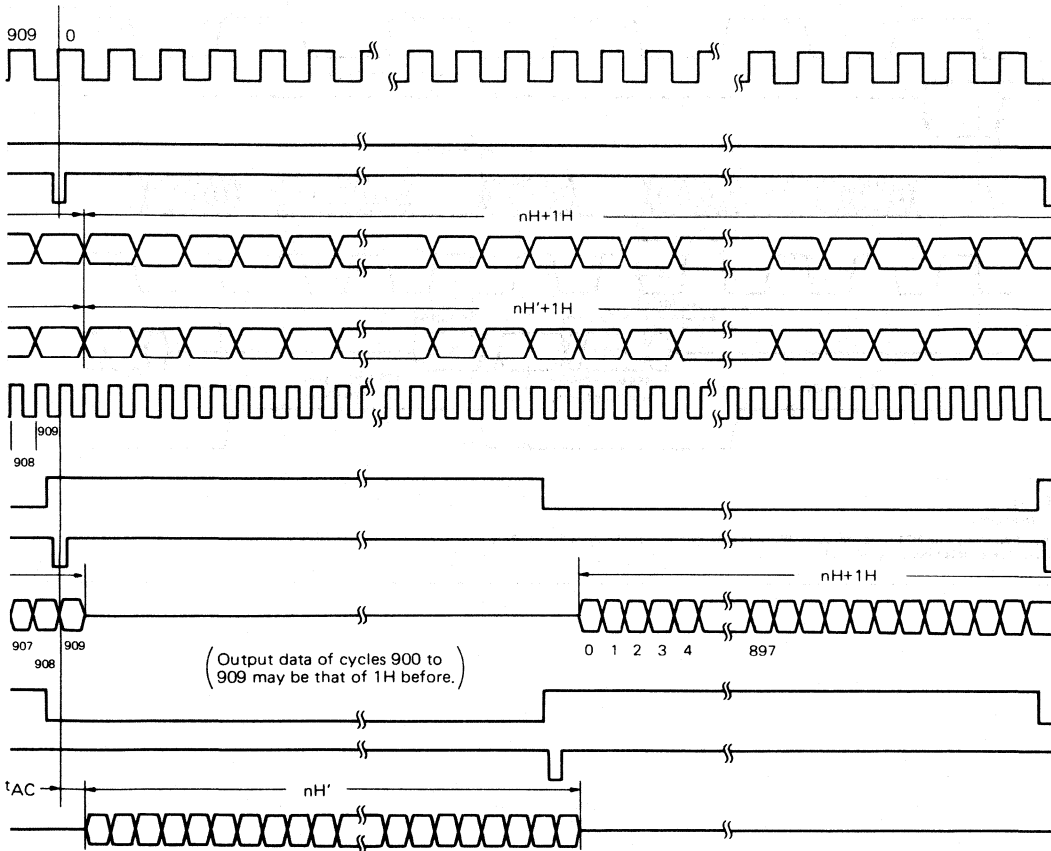 909 0
nH+1H
nH'+1H
909
908
nH+1H
907 909 0 1 2 3 4 897
908
(Output data of cycles 900 to
909 may be that of 1H before.)
tAC nH'